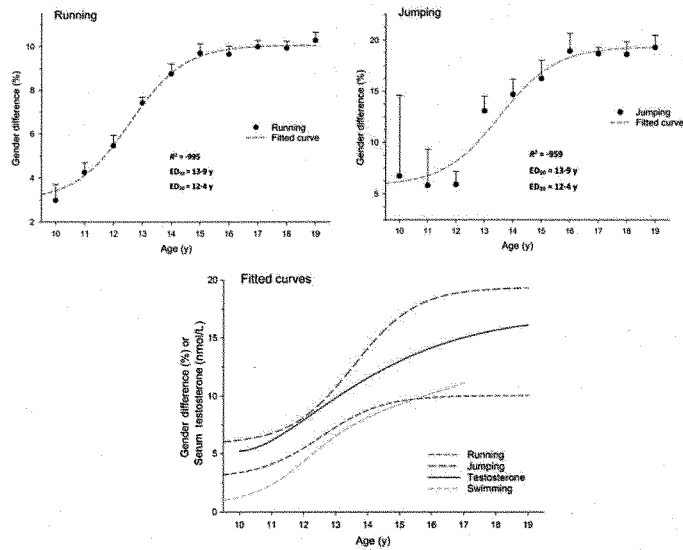 Running
Gender difference (%)
10
8
6
4
2
Running
Fitted curve
R² = ·995
ED₅₀ = 13·9 y
ED₂₀ = 12·4 y
10 11 12 13 14 15 16 17 18 19
Age (y)
Jumping
Gender difference (%)
20
15
10
5
Jumping
Fitted curve
R² = ·959
ED₅₀ = 13·9 y
ED₂₀ = 12·4 y
10 11 12 13 14 15 16 17 18 19
Age (y)
Fitted curves
Gender difference (%) or
Serum testosterone (nmol/L)
20
15
10
5
0
Running
Jumping
Testosterone
Swimming
10 11 12 13 14 15 16 17 18 19
Age (y)